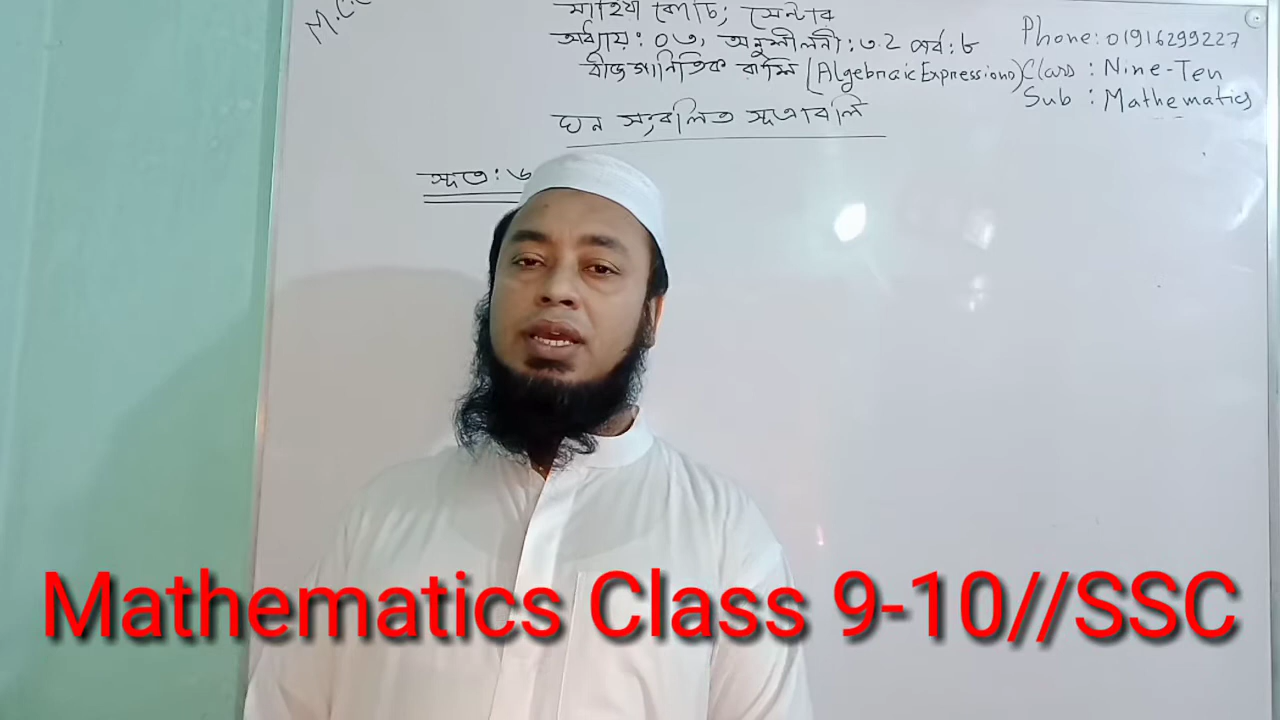 M.C.C
মাহিয়া কোচিং সেন্টার
অধ্যায়: ০৩, অনুশীলনী: ৩.২ পর্ব: ৮
বীজগাণিতিক রাশি (Algebraic Expressions)
ঘন সংবলিত সূত্রাবলি
Phone: 01916299227
Class : Nine-Ten
Sub : Mathematics
সূত্র: ৬
Mathematics Class 9-10//SSC